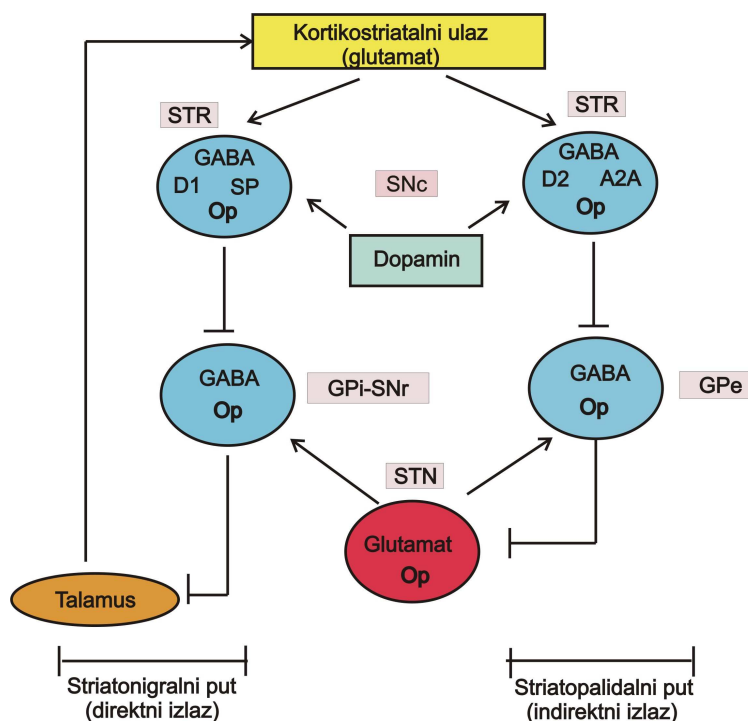 Kortikostriatalni ulaz
(glutamat)
STR
STR
GABA
D1 SP
Op
SNc
GABA
D2 A2A
Op
Dopamin
GABA
Op
GPi-SNr
GABA
Op
GPe
STN
Glutamat
Op
Talamus
Striatonigralni put
(direktni izlaz)
Striatopalidalni put
(indirektni izlaz)